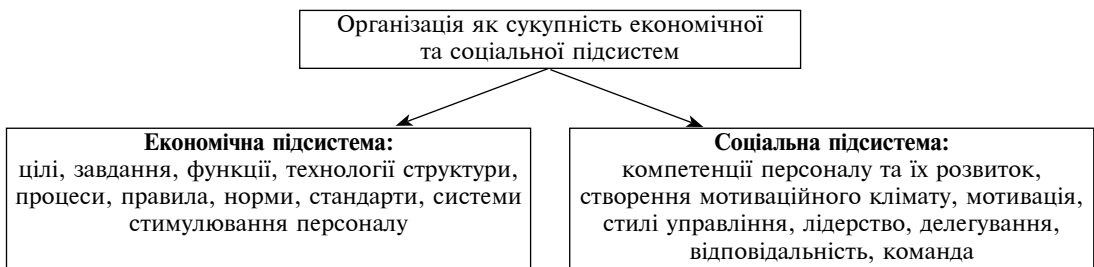 Організація як сукупність економічної
та соціальної підсистем
Економічна підсистема:
цілі, завдання, функції, технології структури,
процеси, правила, норми, стандарти, системи
стимулювання персоналу
Соціальна підсистема:
компетенції персоналу та їх розвиток,
створення мотиваційного клімату, мотивація,
стилі управління, лідерство, делегування,
відповідальність, команда